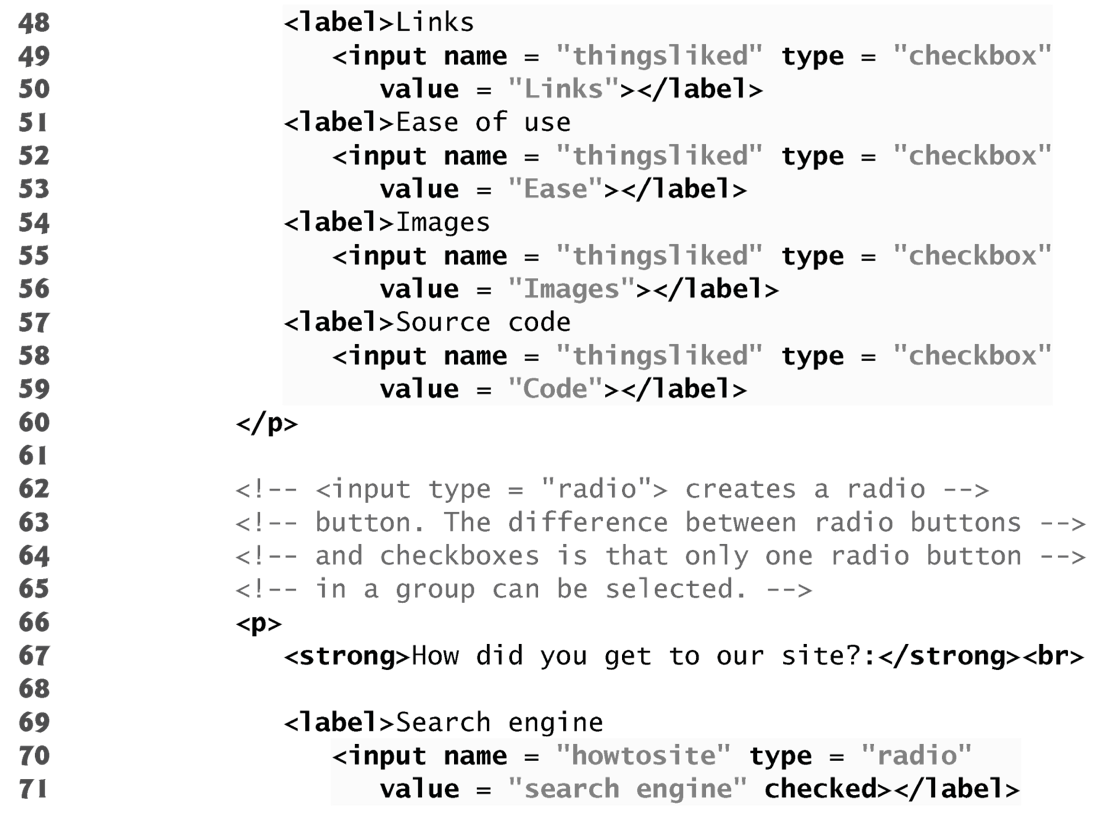 48 <label>Links
49 <input name = "thingsliked" type = "checkbox"
50 value = "Links"></label>
51 <label>Ease of use
52 <input name = "thingsliked" type = "checkbox"
53 value = "Ease"></label>
54 <label>Images
55 <input name = "thingsliked" type = "checkbox"
56 value = "Images"></label>
57 <label>Source code
58 <input name = "thingsliked" type = "checkbox"
59 value = "Code"></label>
60 </p>
61
62 <!-- <input type = "radio"> creates a radio -->
63 <!-- button. The difference between radio buttons -->
64 <!-- and checkboxes is that only one radio button -->
65 <!-- in a group can be selected. -->
66 <p>
67 <strong>How did you get to our site?:</strong><br>
68
69 <label>Search engine
70 <input name = "howtosite" type = "radio"
71 value = "search engine" checked></label>